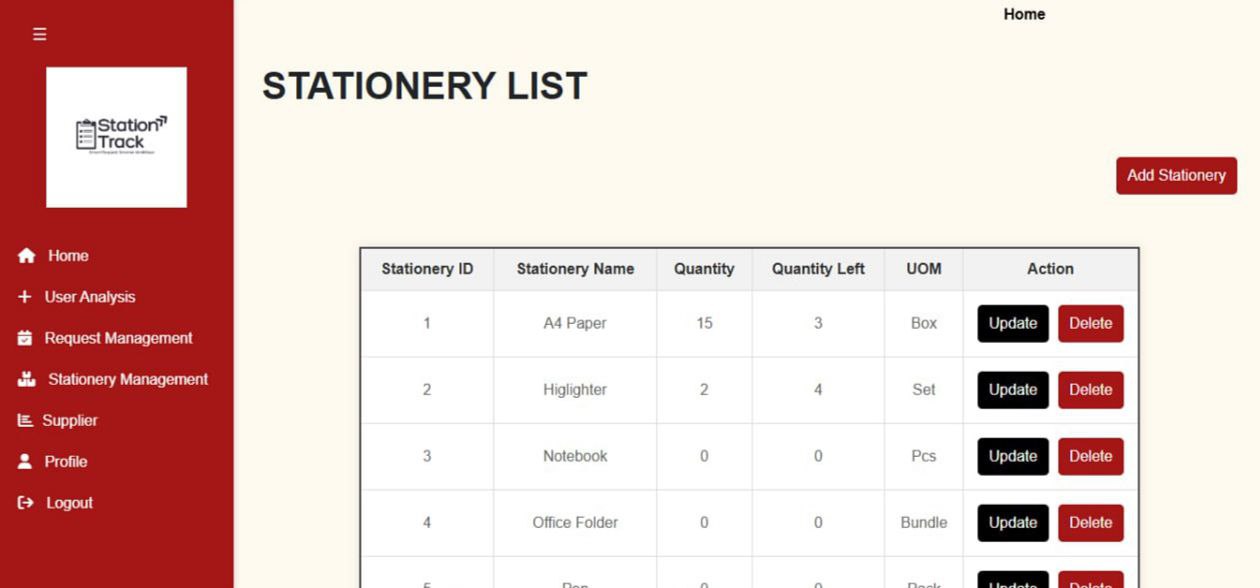 ☰
Home
STATIONERY LIST
Station
Track
Add Stationery
Home
User Analysis
Request Management
Stationery Management
Supplier
Profile
Logout
Stationery ID Stationery Name Quantity Quantity Left UOM Action
1 A4 Paper 15 3 Box Update Delete
2 Higlighter 2 4 Set Update Delete
3 Notebook 0 0 Pcs Update Delete
4 Office Folder 0 0 Bundle Update Delete
5 Pen 0 0 Pack Update Delete